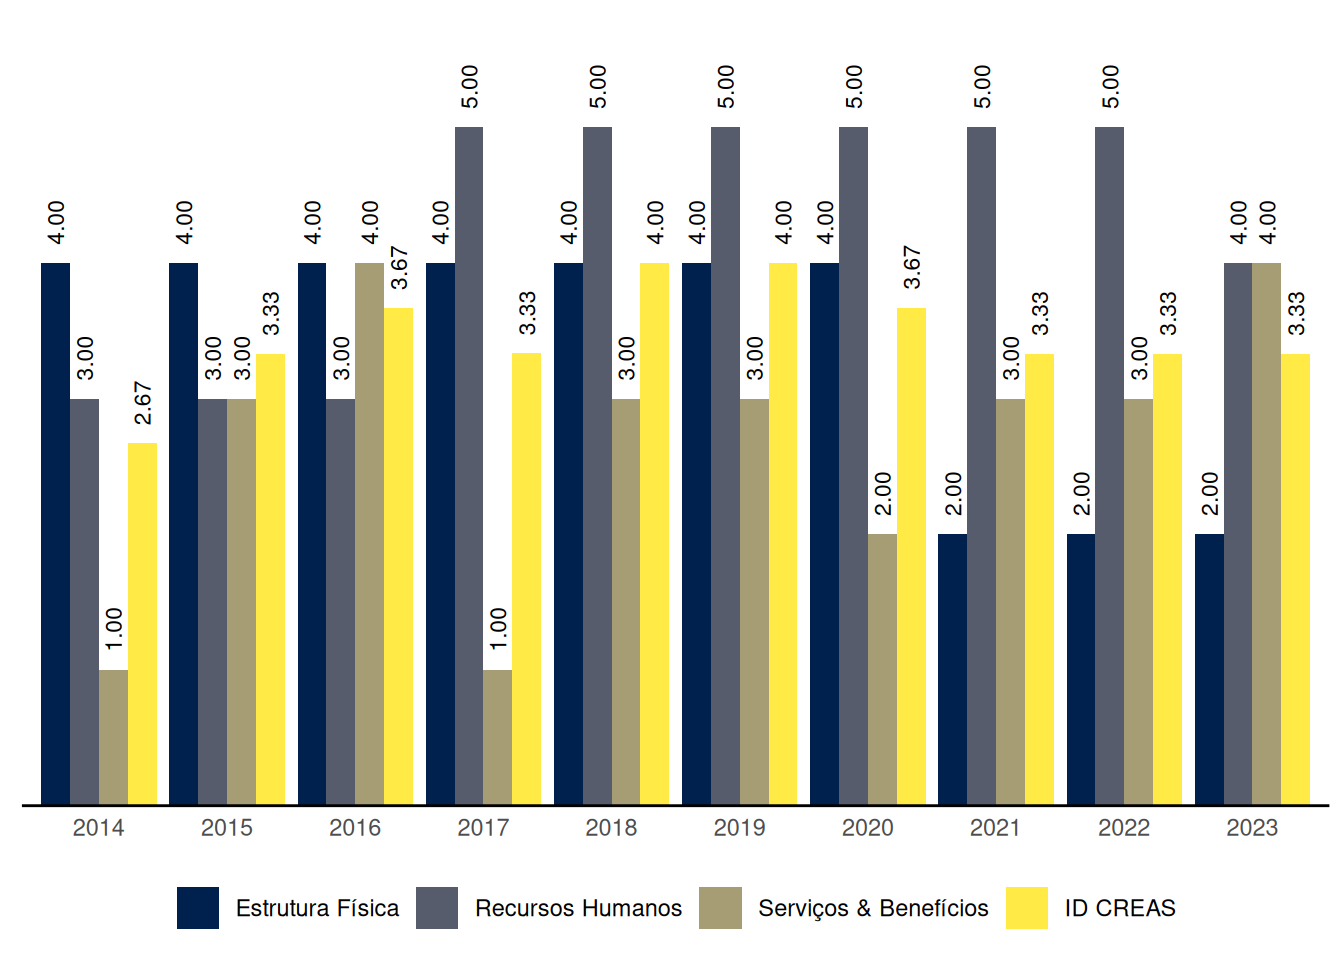 5.00 5.00 5.00 5.00 5.00 5.00
4.00 4.00 4.00 4.00 4.00 4.00 4.00 4.00 4.00 4.00 4.00 4.00
3.67 3.67
3.33 3.33 3.33 3.33 3.33
3.00 3.00 3.00 3.00 3.00 3.00 3.00 3.00
2.67
2.00 2.00 2.00 2.00
1.00 1.00
2014 2015 2016 2017 2018 2019 2020 2021 2022 2023
Estrutura Física Recursos Humanos Serviços & Benefícios ID CREAS